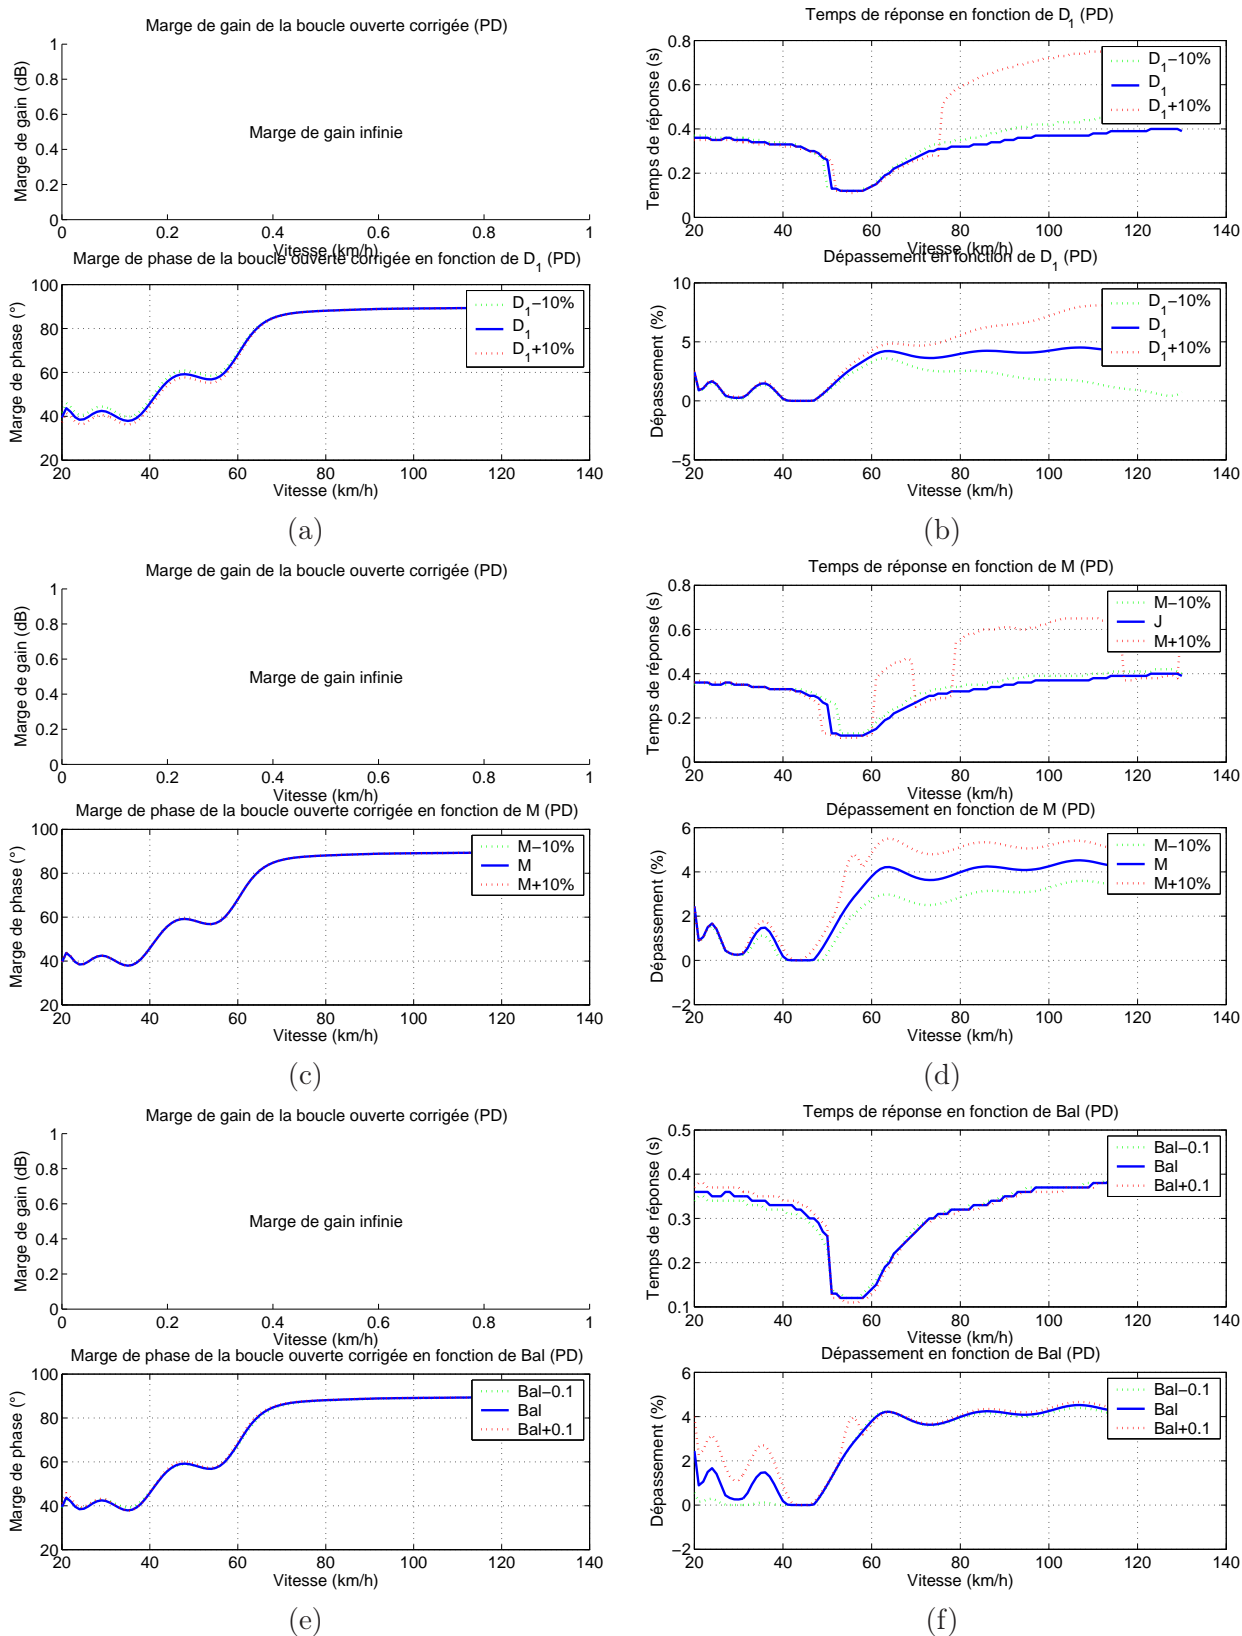 Marge de gain de la boucle ouverte corrigée (PD)
Marge de gain (dB)
1
0.8
0.6
0.4
0.2
0
Marge de gain infinie
0 0.2 0.4 0.6 0.8 1
Vitesse (km/h)
Marge de phase de la boucle ouverte corrigée en fonction de D1 (PD)
Marge de phase (°)
100
80
60
40
20
D1−10%
D1
D1+10%
20 40 60 80 100 120 140
Vitesse (km/h)
(a)
Temps de réponse en fonction de D1 (PD)
Temps de réponse (s)
0.8
0.6
0.4
0.2
0
D1−10%
D1
D1+10%
20 40 60 80 100 120 140
Vitesse (km/h)
Dépassement en fonction de D1 (PD)
Dépassement (%)
10
5
0
−5
D1−10%
D1
D1+10%
20 40 60 80 100 120 140
Vitesse (km/h)
(b)
Marge de gain de la boucle ouverte corrigée (PD)
Marge de gain (dB)
1
0.8
0.6
0.4
0.2
0
Marge de gain infinie
0 0.2 0.4 0.6 0.8 1
Vitesse (km/h)
Marge de phase de la boucle ouverte corrigée en fonction de M (PD)
Marge de phase (°)
100
80
60
40
20
M−10%
M
M+10%
20 40 60 80 100 120 140
Vitesse (km/h)
(c)
Temps de réponse en fonction de M (PD)
Temps de réponse (s)
0.8
0.6
0.4
0.2
0
M−10%
J
M+10%
20 40 60 80 100 120 140
Vitesse (km/h)
Dépassement en fonction de M (PD)
Dépassement (%)
6
4
2
0
−2
M−10%
M
M+10%
20 40 60 80 100 120 140
Vitesse (km/h)
(d)
Marge de gain de la boucle ouverte corrigée (PD)
Marge de gain (dB)
1
0.8
0.6
0.4
0.2
0
Marge de gain infinie
0 0.2 0.4 0.6 0.8 1
Vitesse (km/h)
Marge de phase de la boucle ouverte corrigée en fonction de Bal (PD)
Marge de phase (°)
100
80
60
40
20
Bal−0.1
Bal
Bal+0.1
20 40 60 80 100 120 140
Vitesse (km/h)
(e)
Temps de réponse en fonction de Bal (PD)
Temps de réponse (s)
0.5
0.4
0.3
0.2
0.1
Bal−0.1
Bal
Bal+0.1
20 40 60 80 100 120 140
Vitesse (km/h)
Dépassement en fonction de Bal (PD)
Dépassement (%)
6
4
2
0
−2
Bal−0.1
Bal
Bal+0.1
20 40 60 80 100 120 140
Vitesse (km/h)
(f)